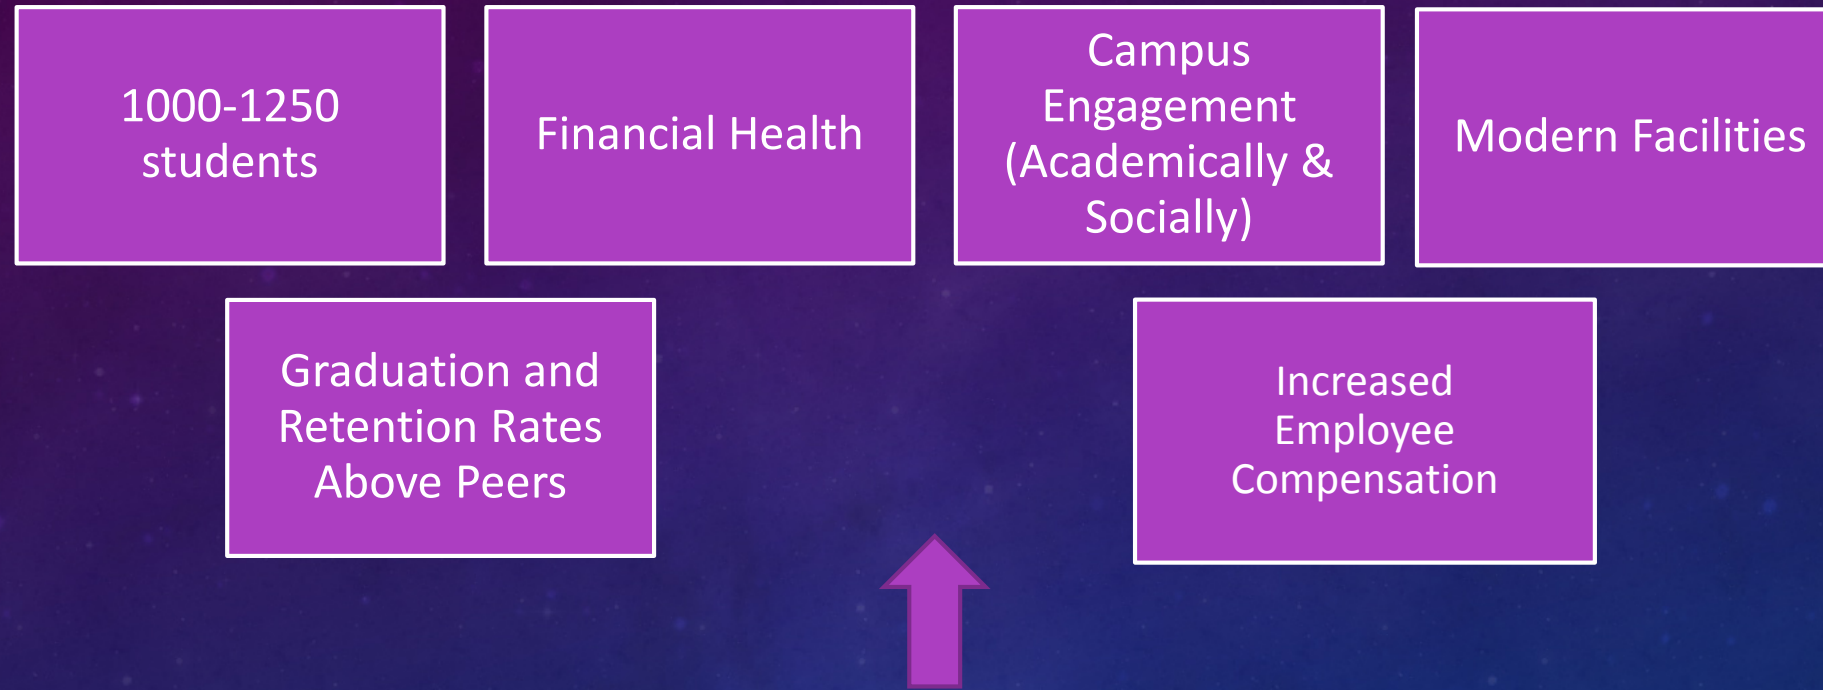 1000-1250
students
Financial Health
Campus
Engagement
(Academically &
Socially)
Modern Facilities
Graduation and
Retention Rates
Above Peers
Increased
Employee
Compensation